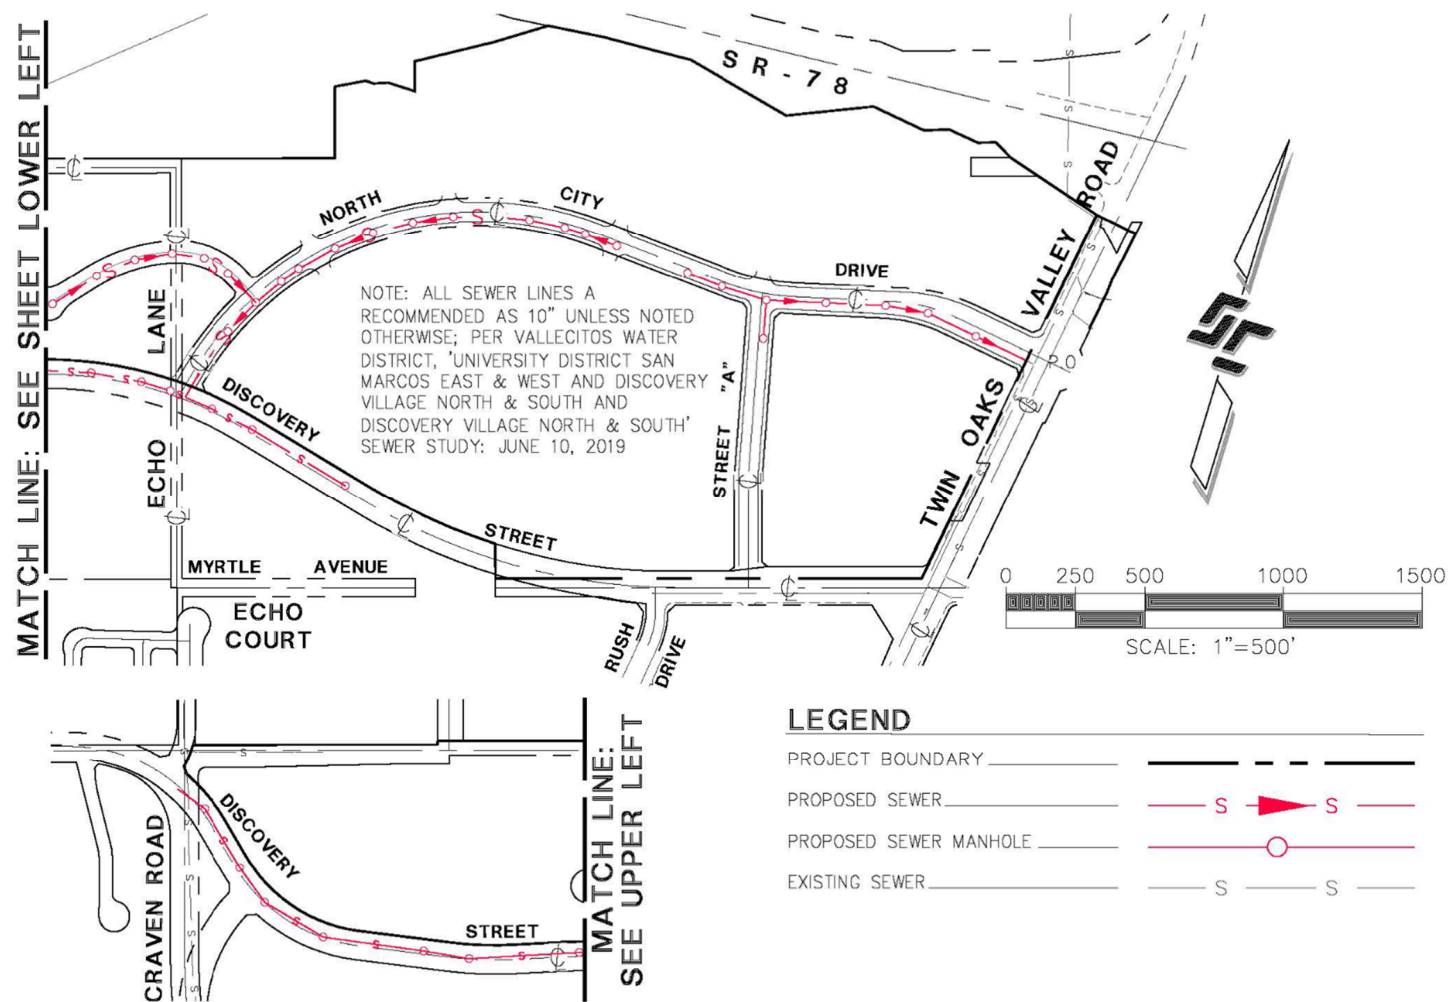 MATCH LINE: SEE SHEET LOWER LEFT
SR-78
NORTH CITY DRIVE
TWIN OAKS VALLEY ROAD
ECHO LANE
NOTE: ALL SEWER LINES A
RECOMMENDED AS 10" UNLESS NOTED
OTHERWISE; PER VALLECITOS WATER
DISTRICT, 'UNIVERSITY DISTRICT SAN
MARCOS EAST & WEST AND DISCOVERY
VILLAGE NORTH & SOUTH AND
DISCOVERY VILLAGE NORTH & SOUTH'
SEWER STUDY: JUNE 10, 2019
STREET "A"
DISCOVERY STREET
P.O
MYRTLE AVENUE
ECHO
COURT
RUSH
DRIVE
0 250 500 1000 1500
SCALE: 1"=500'
CRAVEN ROAD
DISCOVERY STREET
MATCH LINE:
SEE UPPER LEFT
LEGEND
PROJECT BOUNDARY
PROPOSED SEWER S S
PROPOSED SEWER MANHOLE
EXISTING SEWER S S